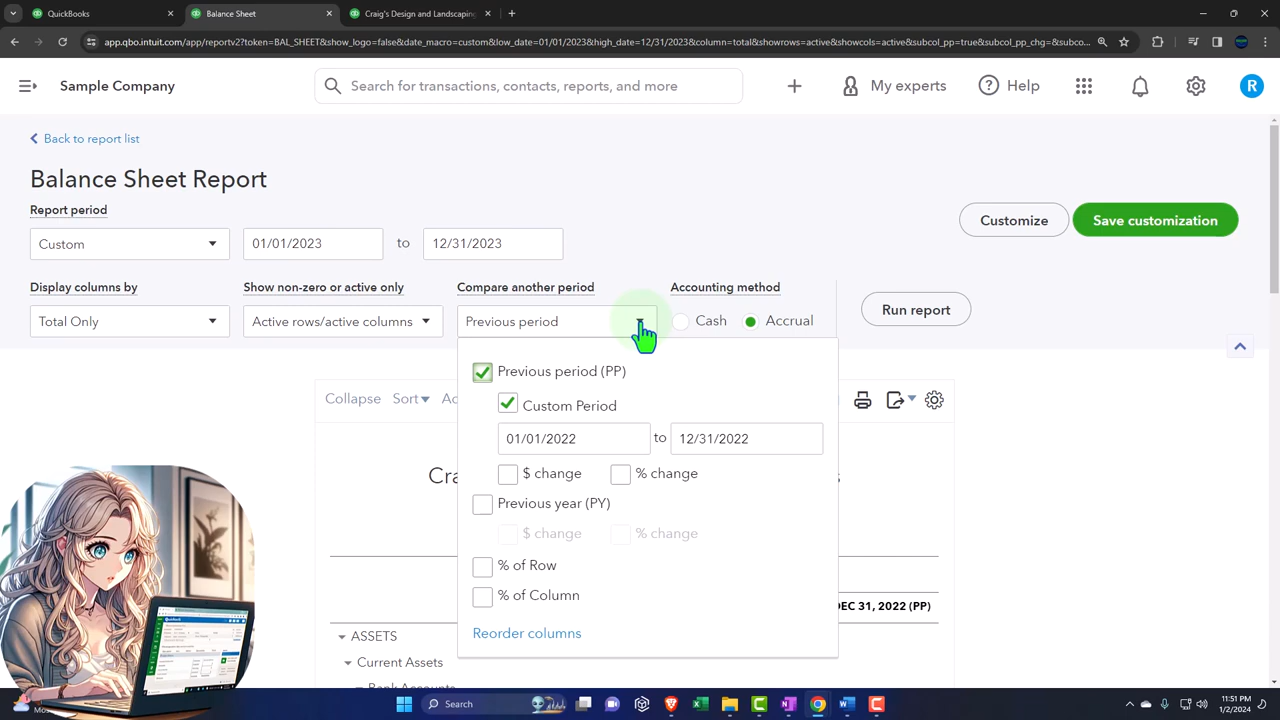 QuickBooks
Balance Sheet
Craig's Design and Landscaping
app.qbo.intuit.com/app/report2?token=BAL_SHEET&show_logo=false&date_macro=custom&low_date=01/01/2023&high_date=12/31/2023&column=total&showrows=active&showcols=active&subcol_pp=true&subcol_pp_chg=&subco...
Sample Company
Search for transactions, contacts, reports, and more
My experts
Help
R
Back to report list
Balance Sheet Report
Report period
Custom
01/01/2023
to
12/31/2023
Customize
Save customization
Display columns by
Show non-zero or active only
Compare another period
Accounting method
Total Only
Active rows/active columns
Previous period
Cash
Accrual
Run report
Previous period (PP)
Custom Period
01/01/2022
to
12/31/2022
$ change
% change
Previous year (PY)
$ change
% change
% of Row
% of Column
Reorder columns
Collapse
Sort
Cra
EC 31, 2022 (PP)
ASSETS
Current Assets
Bank Accounts
Search
11:51 PM
1/2/2024